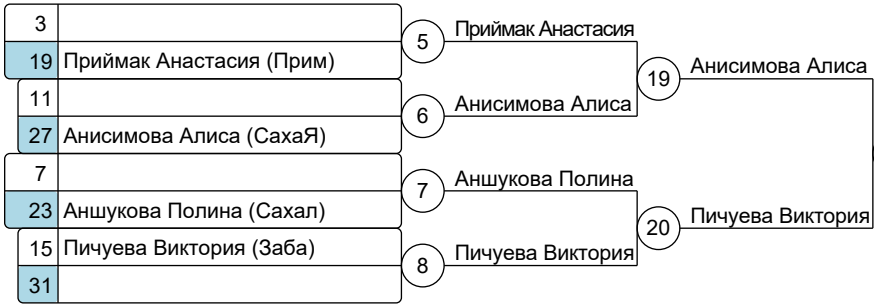 3
5
Приймак Анастасия
19 Приймак Анастасия (Прим)
19
Анисимова Алиса
11
6
Анисимова Алиса
27 Анисимова Алиса (СахаЯ)
7
7
Аншукова Полина
23 Аншукова Полина (Сахал)
20
Пичуева Виктория
15 Пичуева Виктория (Заба)
8
Пичуева Виктория
31